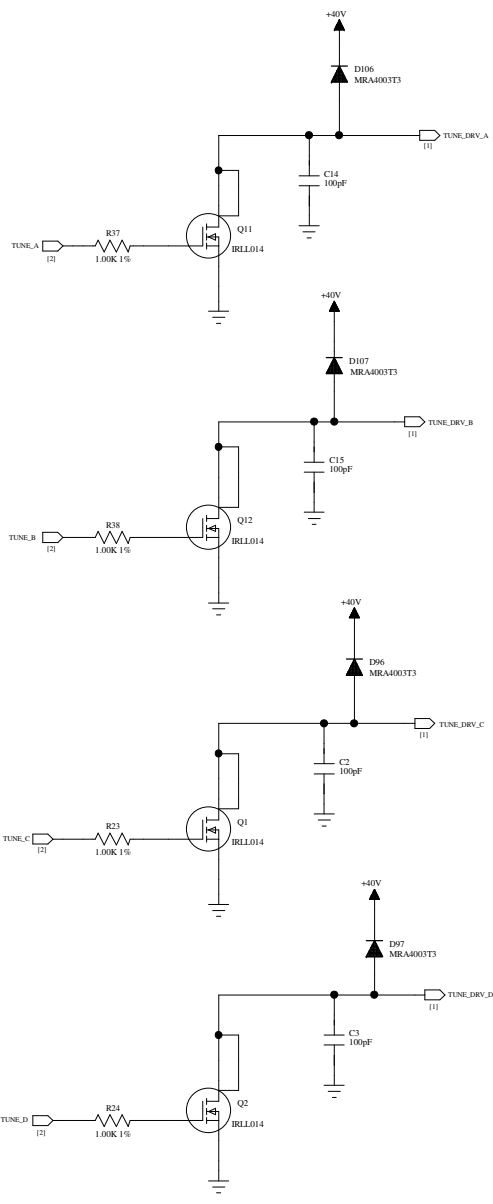 +40V
D106
MRA4003T3
TUNE_DRV_A
[1]
C14
100pF
Q11
IRLL014
R37
1.00K 1%
TUNE_A
[2]
+40V
D107
MRA4003T3
TUNE_DRV_B
[1]
C15
100pF
Q12
IRLL014
R38
1.00K 1%
TUNE_B
[2]
+40V
D96
MRA4003T3
TUNE_DRV_C
[1]
C2
100pF
Q1
IRLL014
R23
1.00K 1%
TUNE_C
[2]
+40V
D97
MRA4003T3
TUNE_DRV_D
[1]
C3
100pF
Q2
IRLL014
R24
1.00K 1%
TUNE_D
[2]